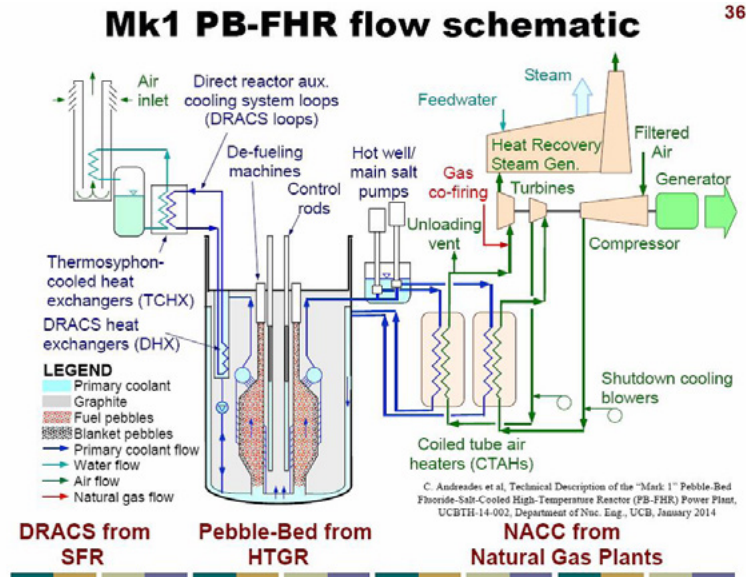 36
Mk1 PB-FHR flow schematic
Air
inlet
Direct reactor aux.
cooling system loops
(DRACS loops)
De-fueling
machines
Control
rods
Hot well/
main salt
pumps
Steam
Feedwater
Heat Recovery
Steam Gen.
Filtered
Air
Gas
co-firing
Turbines
Generator
Unloading
vent
Compressor
Thermosyphon-
cooled heat
exchangers (TCHX)
DRACS heat
exchangers (DHX)
LEGEND
Primary coolant
Graphite
Fuel pebbles
Blanket pebbles
Primary coolant flow
Water flow
Air flow
Natural gas flow
Shutdown cooling
blowers
Coiled tube air
heaters (CTAHs)
C. Andreades et al, Technical Description of the “Mark 1” Pebble-Bed
Fluoride-Salt-Cooled High-Temperature Reactor (PB-FHR) Power Plant,
UCBTH-14-002, Department of Nuc. Eng., UCB, January 2014
DRACS from
SFR
Pebble-Bed from
HTGR
NACC from
Natural Gas Plants